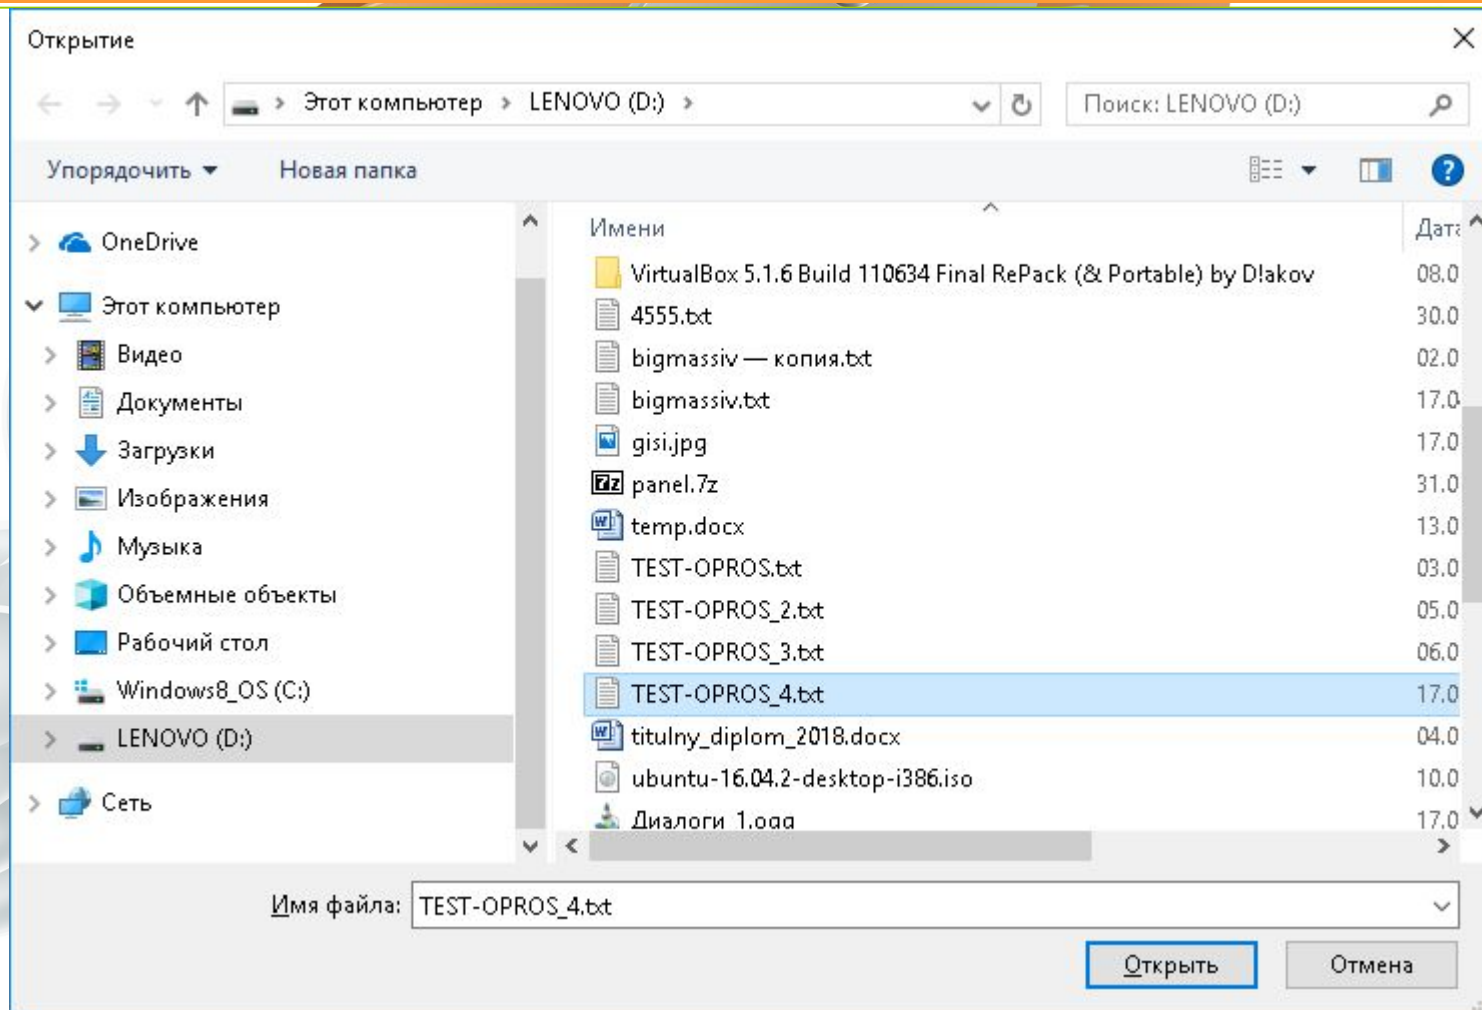 Открытие
Этот компьютер > LENOVO (D:) >
Поиск: LENOVO (D:)
Упорядочить
Новая папка
?
OneDrive
Этот компьютер
Видео
Документы
Загрузки
Изображения
Музыка
Объемные объекты
Рабочий стол
Windows8_OS (C:)
LENOVO (D:)
Сеть
Имени
VirtualBox 5.1.6 Build 110634 Final RePack (& Portable) by D!akov 08.0
4555.txt 30.0
bigmassiv — копия.txt 02.0
bigmassiv.txt 17.0
gisi.jpg 17.0
7z panel.7z 31.0
temp.docx 13.0
TEST-OPROS.txt 03.0
TEST-OPROS_2.txt 05.0
TEST-OPROS_3.txt 06.0
TEST-OPROS_4.txt 17.0
titulny_diplom_2018.docx 04.0
ubuntu-16.04.2-desktop-i386.iso 10.0
Диалоги_1.ogg 17.0
Имя файла: TEST-OPROS_4.txt
Открыть
Отмена